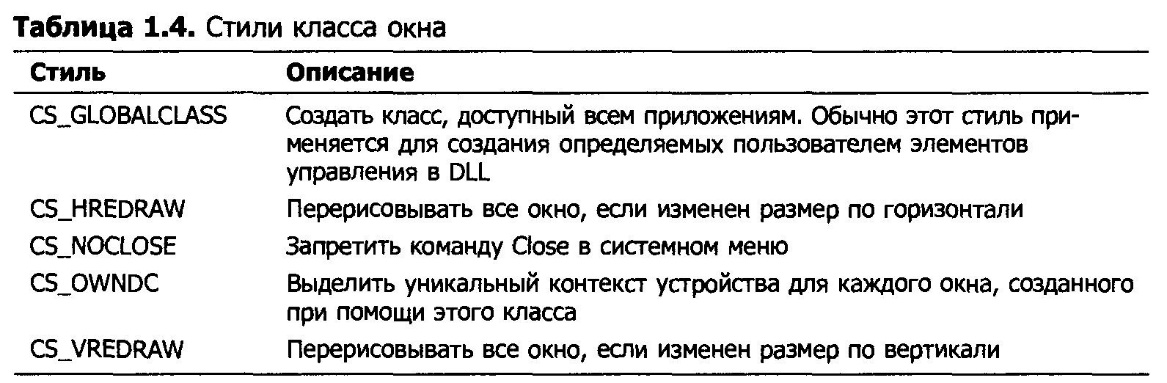 Таблица 1.4. Стили класса окна
Стиль Описание
CS_GLOBALCLASS Создать класс, доступный всем приложениям. Обычно этот стиль при-
меняется для создания определяемых пользователем элементов
управления в DLL
CS_HREDRAW Перерисовывать все окно, если изменен размер по горизонтали
CS_NOCLOSE Запретить команду Close в системном меню
CS_OWNDC Выделить уникальный контекст устройства для каждого окна, созданного
при помощи этого класса
CS_VREDRAW Перерисовывать все окно, если изменен размер по вертикали